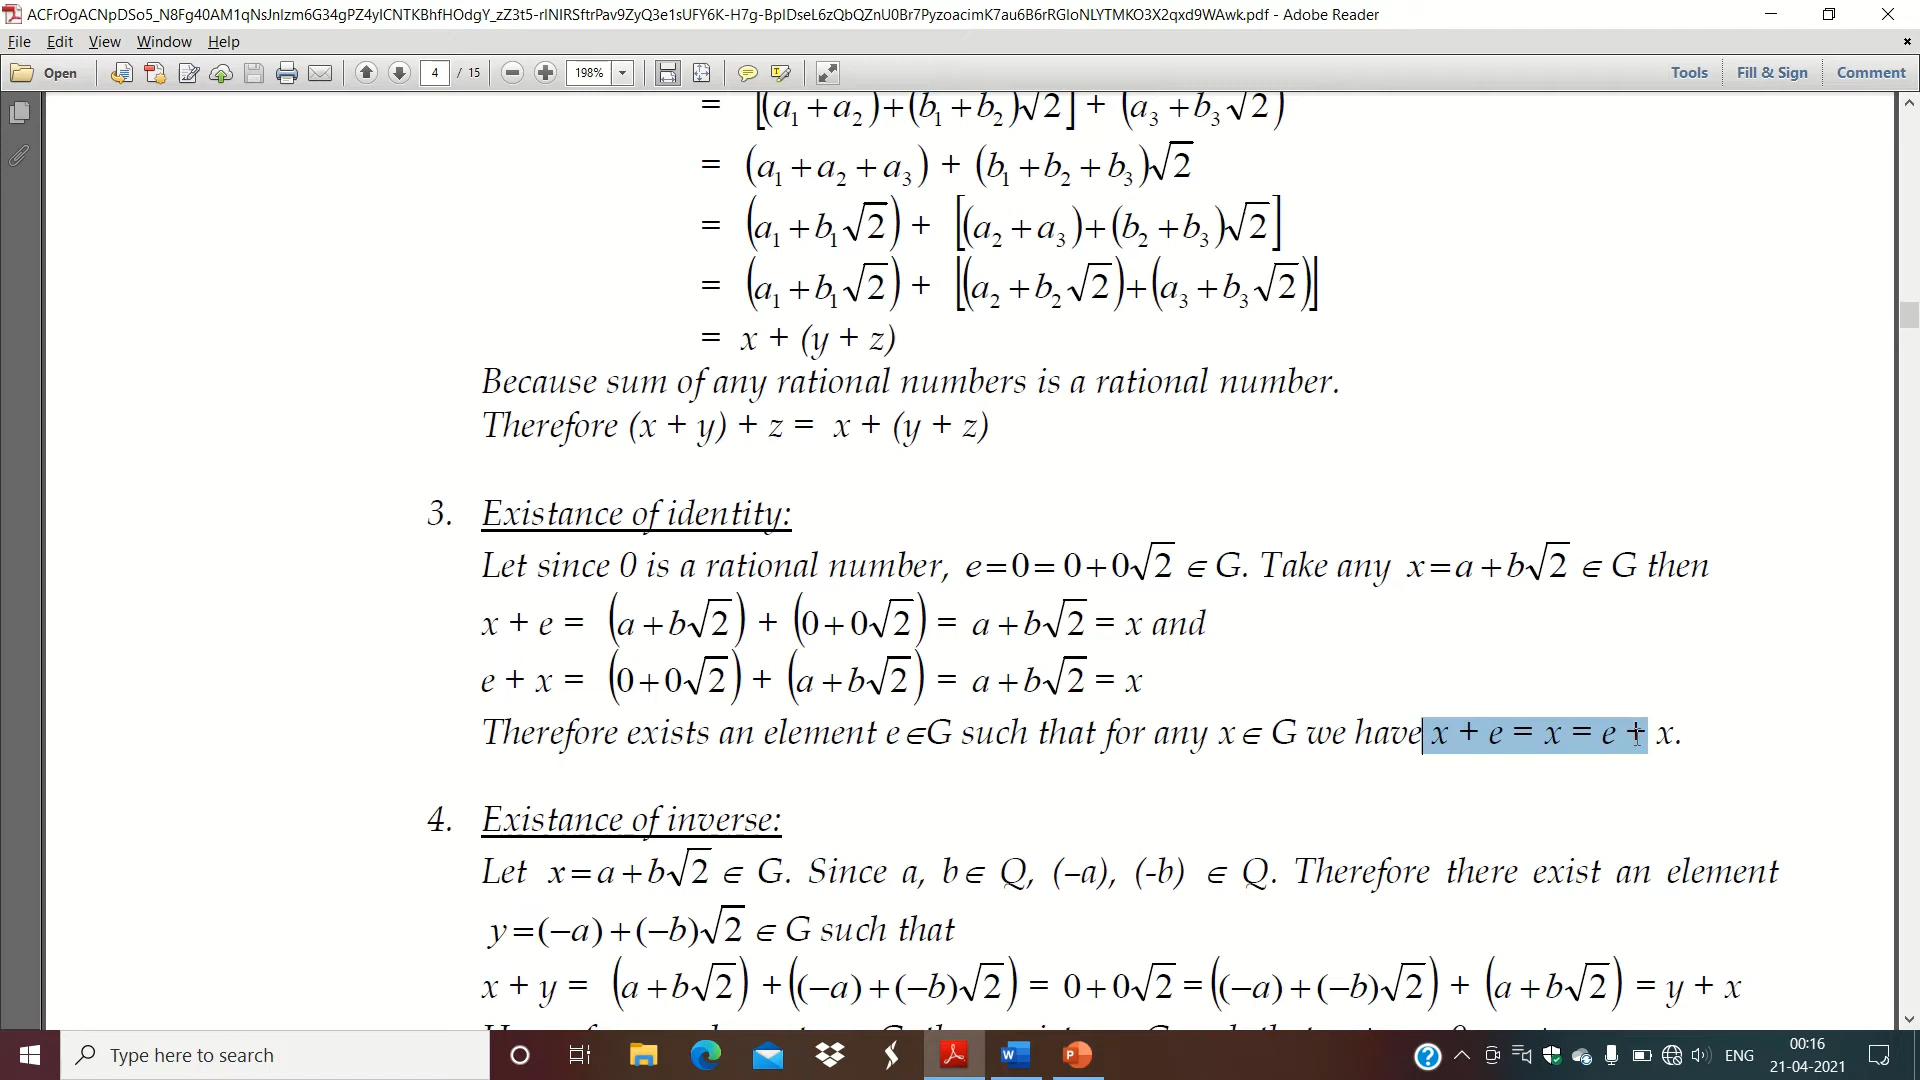 ACFrOgACNpDSo5_N8Fg40AM1qNsJnIzm6G34gPZ4yICNTKBhfHOdgY_zZ3t5-rlNIRSftrPav9ZyQ3e1sUFY6K-H7g-BpIDseL6zQbQZnU0Br7PyzoacimK7au6B6rRGloNLYTMKO3X2qxd9WAwk.pdf - Adobe Reader
File Edit View Window Help
Open 4 / 15 198% Tools Fill & Sign Comment
= [(a₁+a₂)+(b₁+b₂)√2] + (a₃+b₃√2)
= (a₁+a₂+a₃) + (b₁+b₂+b₃)√2
= (a₁+b₁√2) + [(a₂+a₃)+(b₂+b₃)√2]
= (a₁+b₁√2) + [(a₂+b₂√2)+(a₃+b₃√2)]
= x + (y + z)
Because sum of any rational numbers is a rational number.
Therefore (x + y) + z = x + (y + z)
3. Existance of identity:
Let since 0 is a rational number, e=0=0+0√2 ∈ G. Take any x=a+b√2 ∈ G then
x + e = (a+b√2) + (0+0√2) = a+b√2 = x and
e + x = (0+0√2) + (a+b√2) = a+b√2 = x
Therefore exists an element e∈G such that for any x∈ G we have x + e = x = e + x.
4. Existance of inverse:
Let x=a+b√2 ∈ G. Since a, b∈ Q, (–a), (-b) ∈ Q. Therefore there exist an element
y=(−a)+(−b)√2 ∈ G such that
x + y = (a+b√2)+((−a)+(−b)√2) = 0+0√2 =((−a)+(−b)√2) + (a+b√2) = y + x
Type here to search
ENG
00:16
21-04-2021